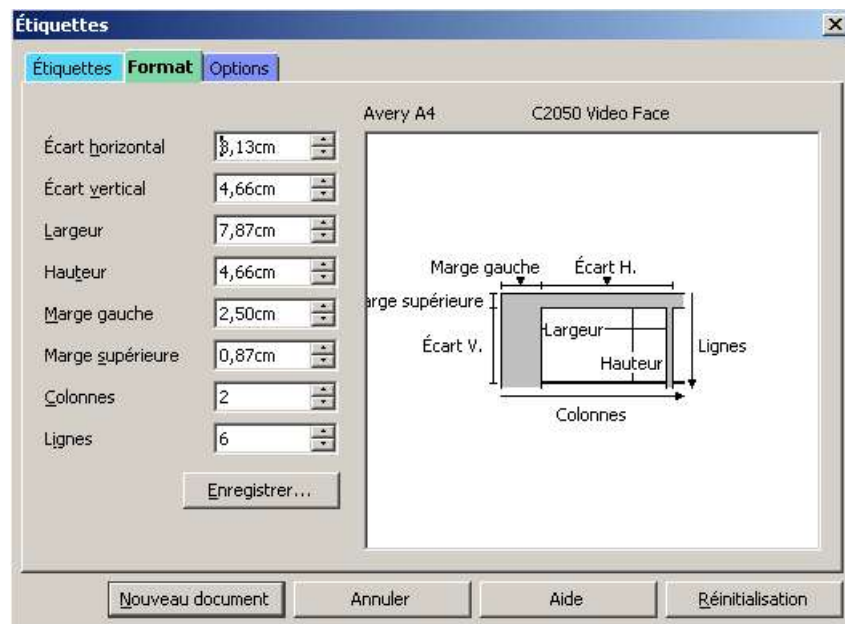 Étiquettes
Étiquettes Format Options
Avery A4 C2050 Video Face
Écart horizontal 8,13cm
Écart vertical 4,66cm
Largeur 7,87cm
Hauteur 4,66cm
Marge gauche 2,50cm
Marge supérieure 0,87cm
Colonnes 2
Lignes 6
Enregistrer...
Marge gauche Écart H.
arge supérieure
Largeur
Écart V.
Hauteur
Lignes
Colonnes
Nouveau document Annuler Aide Réinitialisation